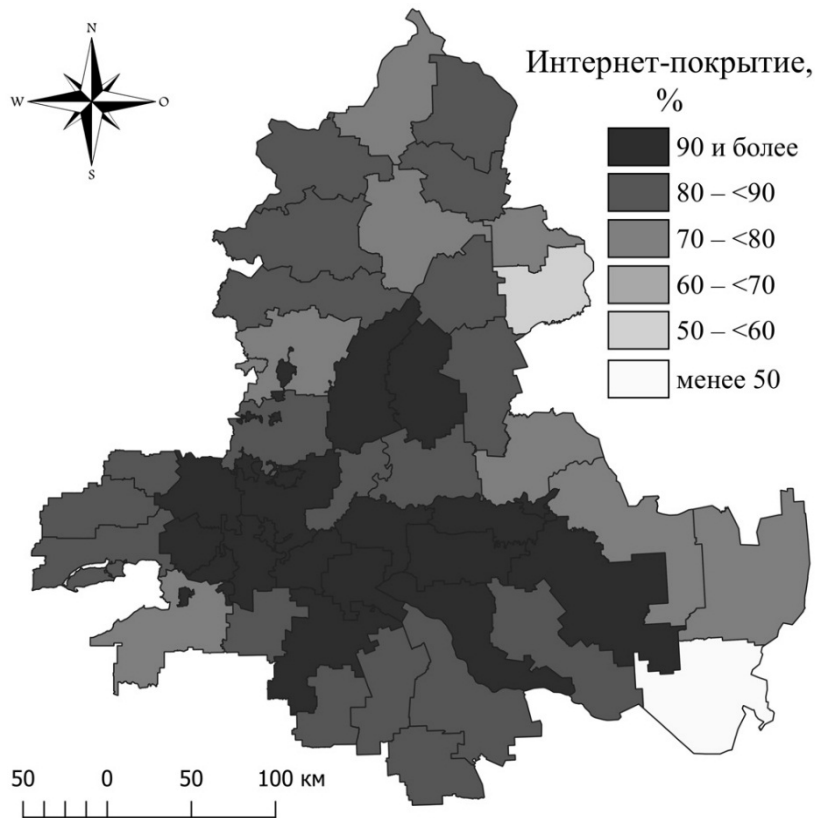 N
W
O
S
Интернет-покрытие,
%
90 и более
80 – <90
70 – <80
60 – <70
50 – <60
менее 50
50 0 50 100 км